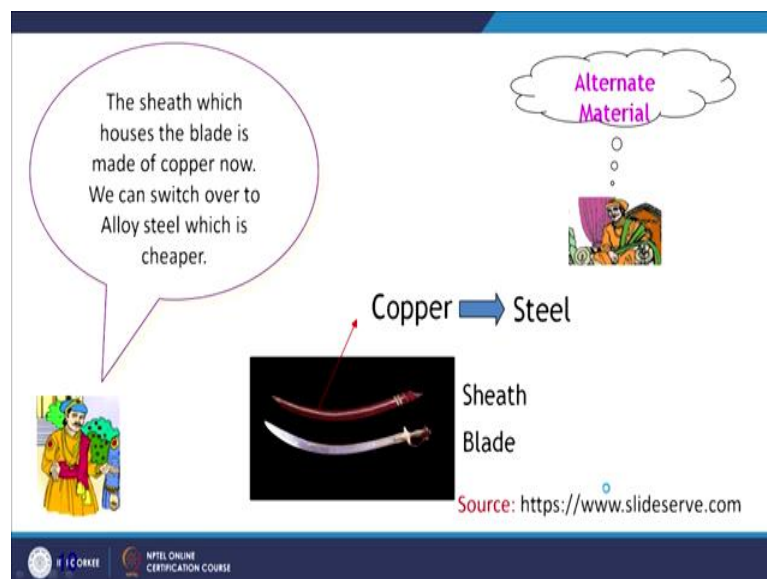 The sheath which
houses the blade is
made of copper now.
We can switch over to
Alloy steel which is
cheaper.
Alternate
Material
Copper Steel
Sheath
Blade
Source: https://www.slideserve.com
NPTEL ONLINE
CERTIFICATION COURSE